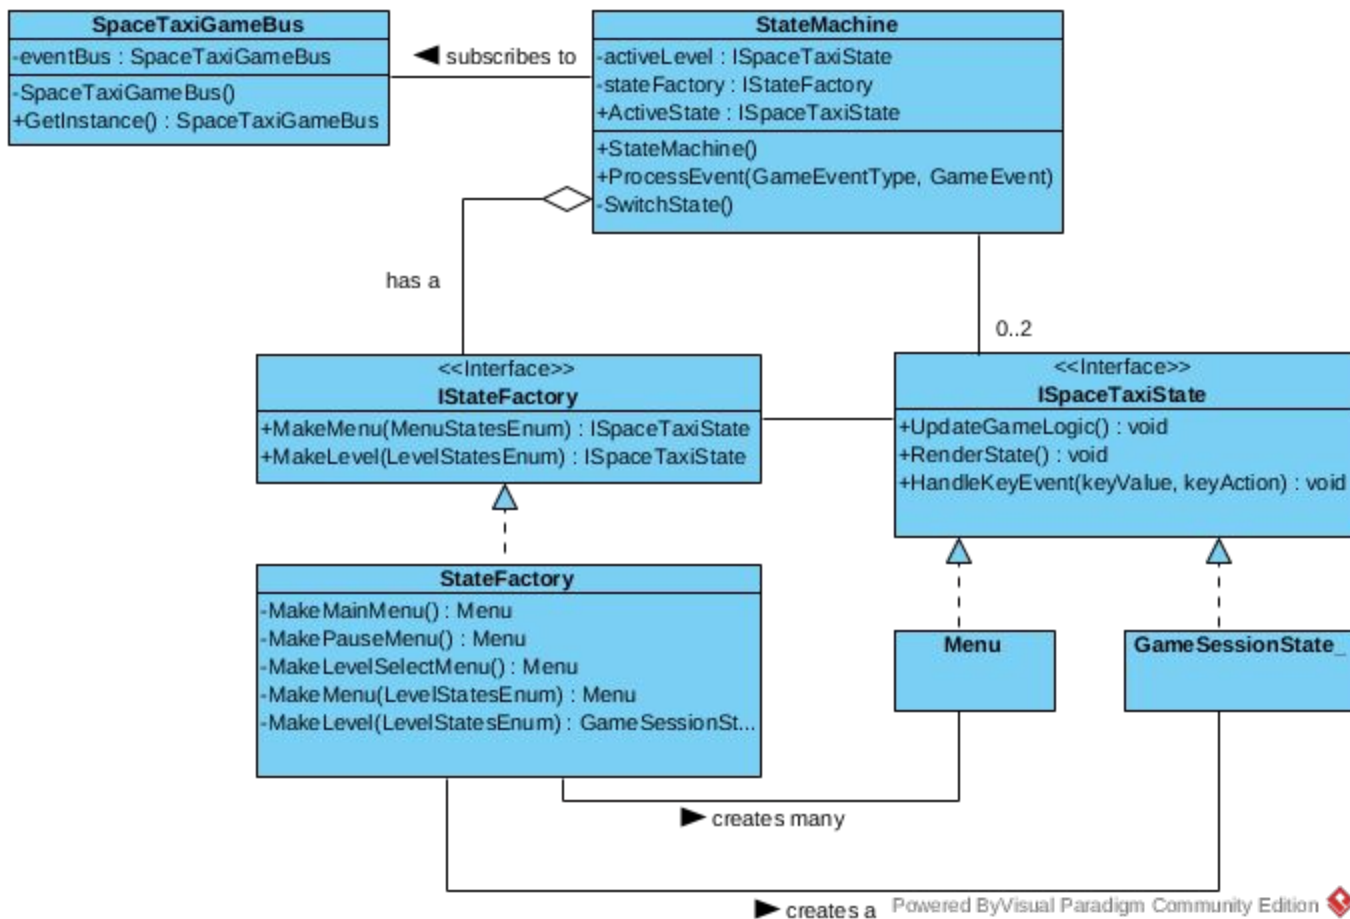 SpaceTaxiGameBus
-eventBus : SpaceTaxiGameBus
-SpaceTaxiGameBus()
+GetInstance() : SpaceTaxiGameBus
subscribes to
StateMachine
-activeLevel : ISpaceTaxiState
-stateFactory : IStateFactory
+ActiveState : ISpaceTaxiState
+StateMachine()
+ProcessEvent(GameEventType, GameEvent)
-SwitchState()
has a
0..2
<<Interface>>
IStateFactory
+MakeMenu(MenuStatesEnum) : ISpaceTaxiState
+MakeLevel(LevelStatesEnum) : ISpaceTaxiState
<<Interface>>
ISpaceTaxiState
+UpdateGameLogic() : void
+RenderState() : void
+HandleKeyEvent(keyValue, keyAction) : void
StateFactory
-MakeMainMenu() : Menu
-MakePauseMenu() : Menu
-MakeLevelSelectMenu() : Menu
-MakeMenu(LevelStatesEnum) : Menu
-MakeLevel(LevelStatesEnum) : GameSessionSt...
Menu
GameSessionState_
creates many
creates a
Powered ByVisual Paradigm Community Edition